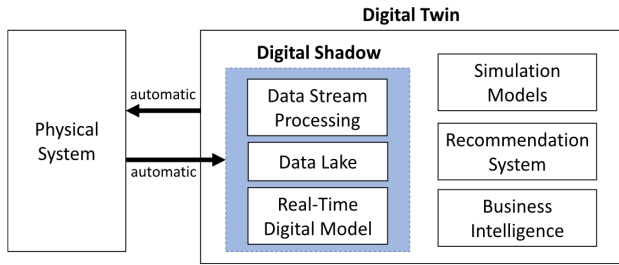 Digital Twin
Digital Shadow
automatic
Physical
System
automatic
Data Stream
Processing
Data Lake
Real-Time
Digital Model
Simulation
Models
Recommendation
System
Business
Intelligence